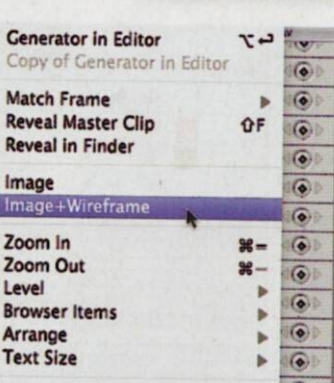 Generator in Editor ⌥↩
Copy of Generator in Editor
Match Frame ▶
Reveal Master Clip ⇧F
Reveal in Finder
Image
Image+Wireframe
Zoom In ⌘=
Zoom Out ⌘–
Level ▶
Browser Items ▶
Arrange ▶
Text Size ▶